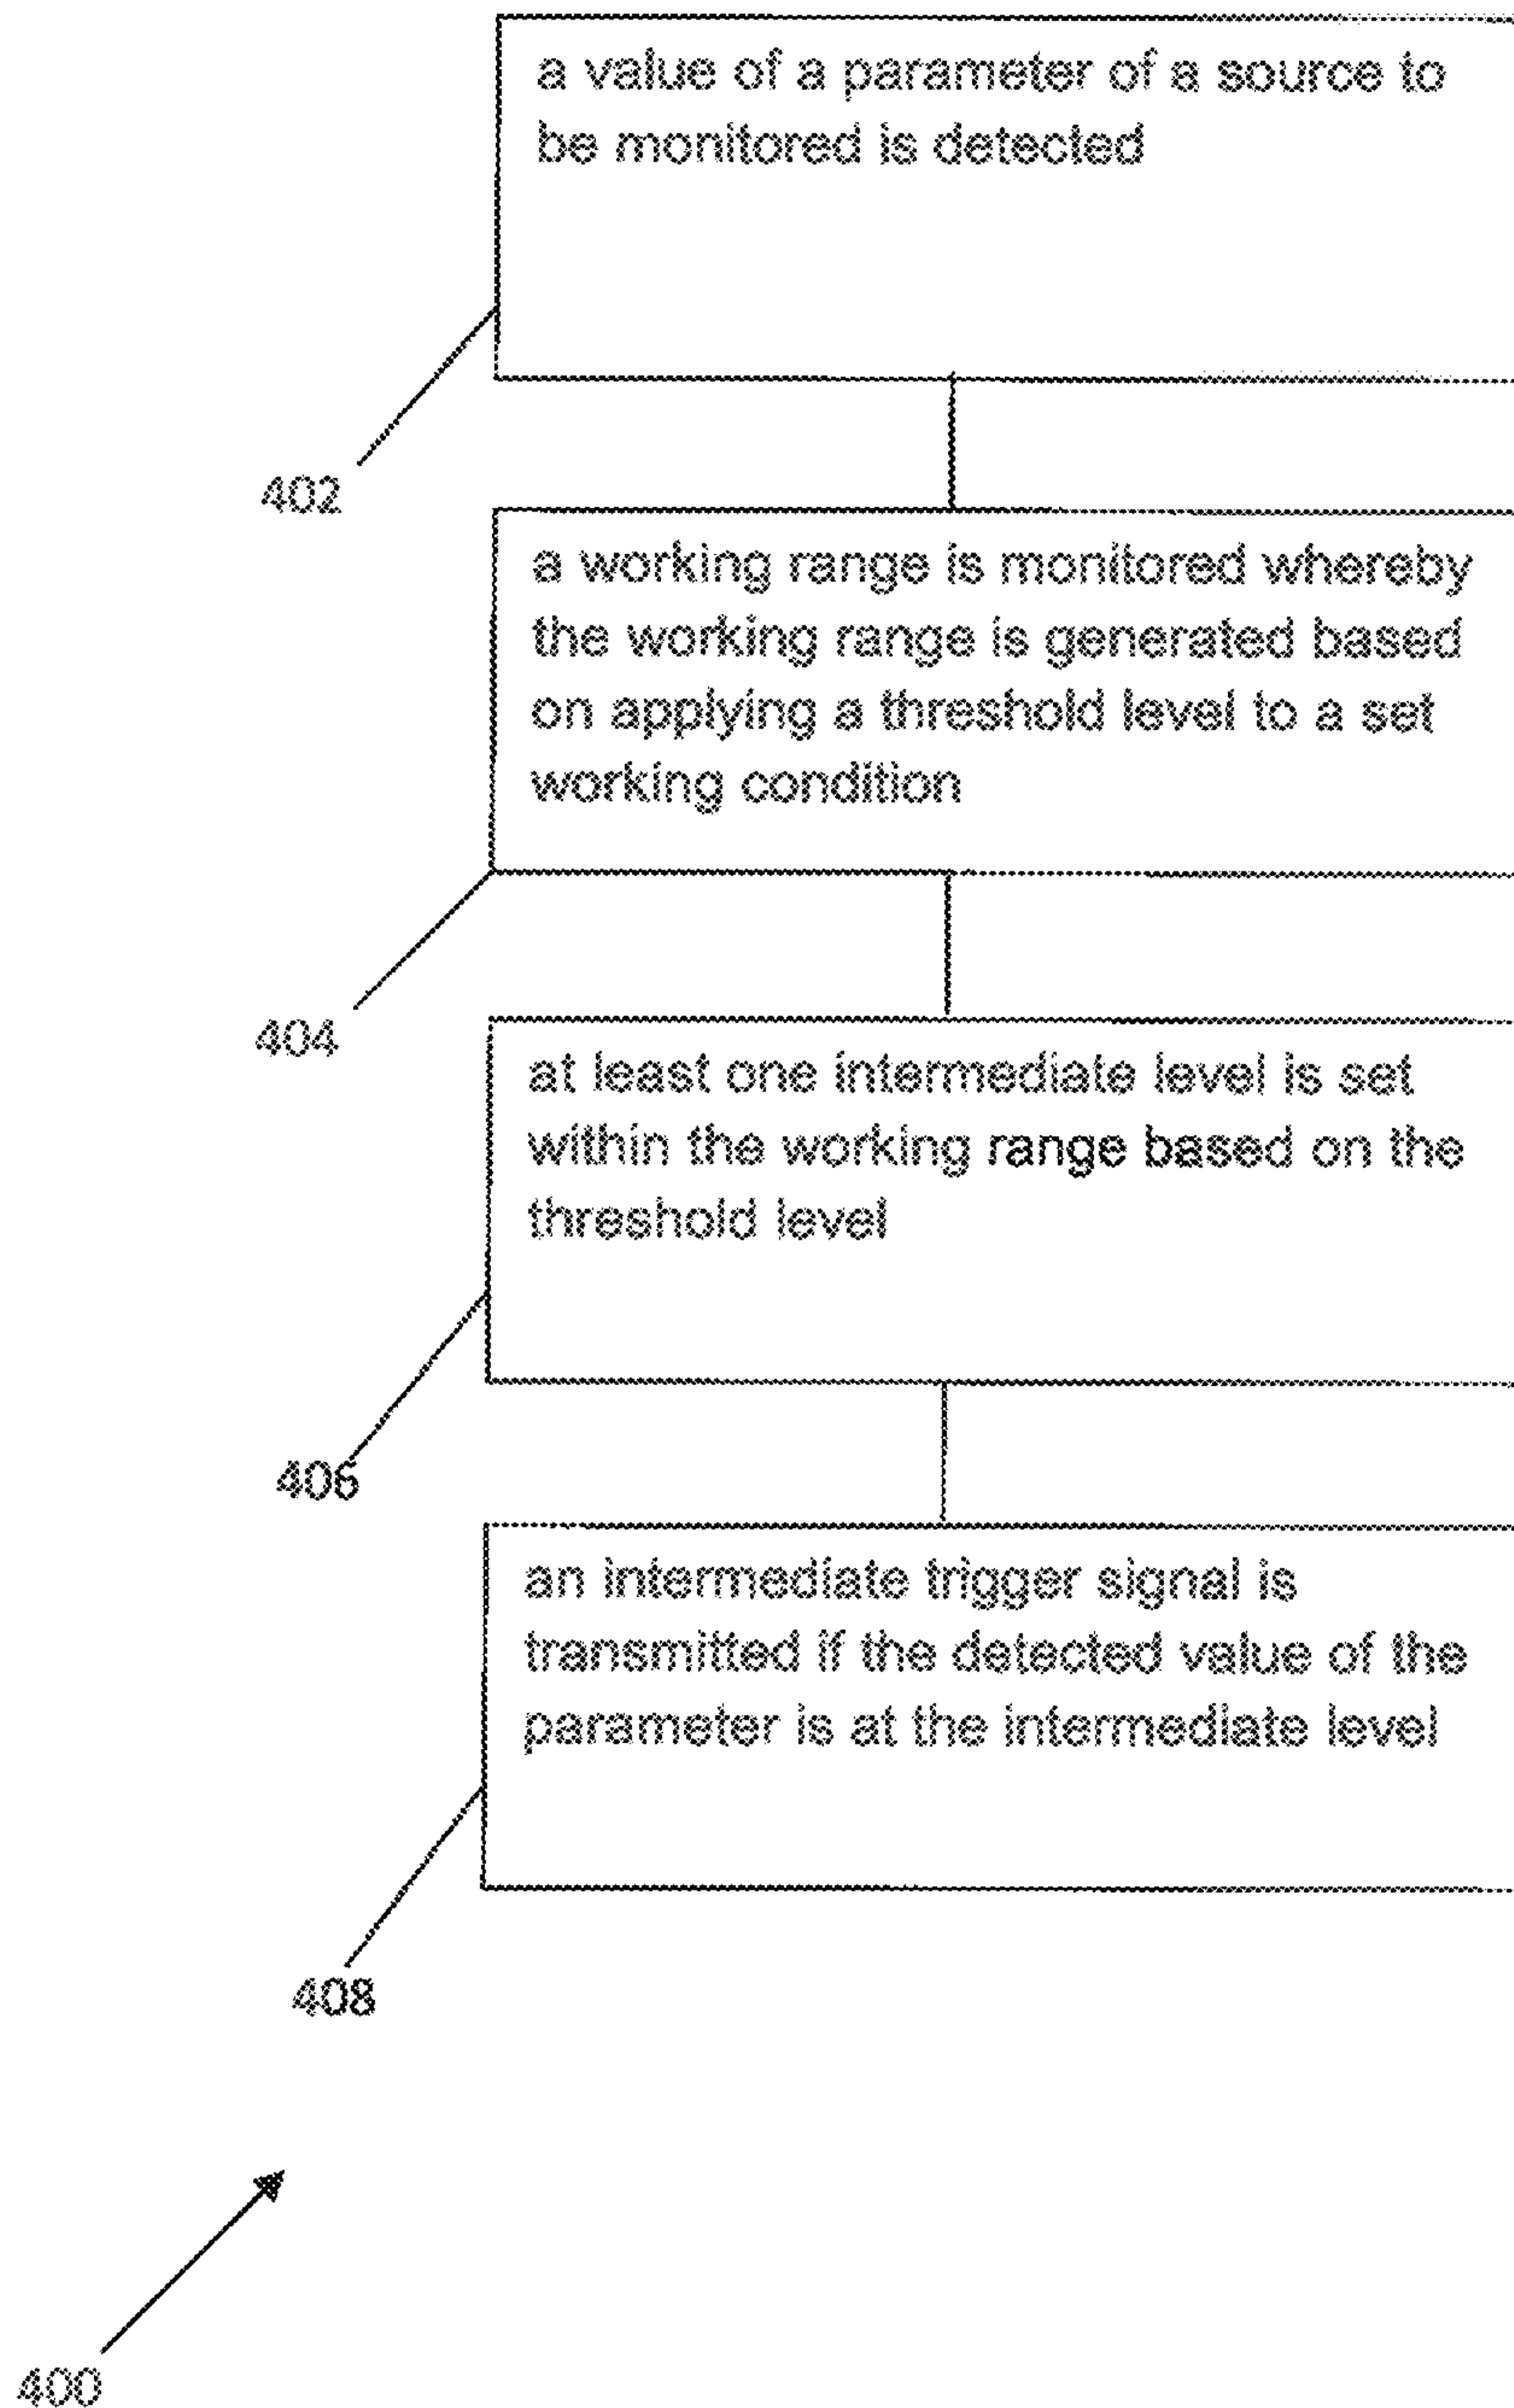 a value of a parameter of a source to
be monitored is detected
402
a working range is monitored whereby
the working range is generated based
on applying a threshold level to a set
working condition
404
at least one intermediate level is set
within the working range based on the
threshold level
406
an intermediate trigger signal is
transmitted if the detected value of the
parameter is at the intermediate level
408
400